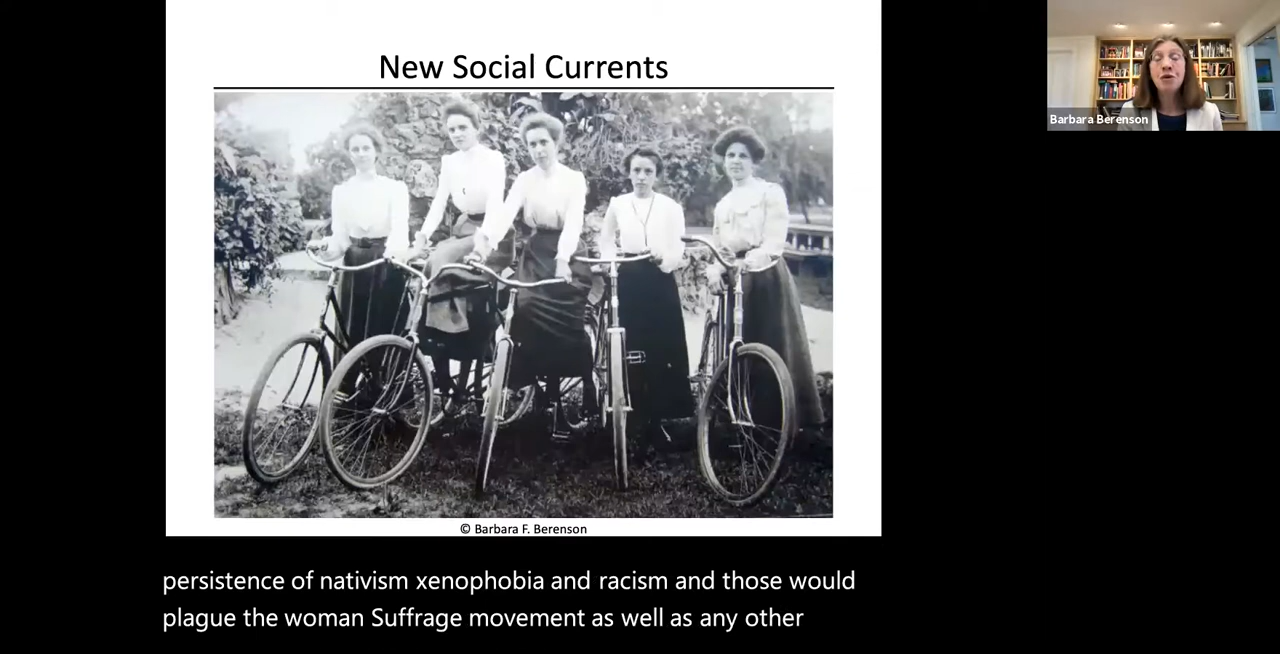 New Social Currents
Barbara Berenson
© Barbara F. Berenson
persistence of nativism xenophobia and racism and those would
plague the woman Suffrage movement as well as any other